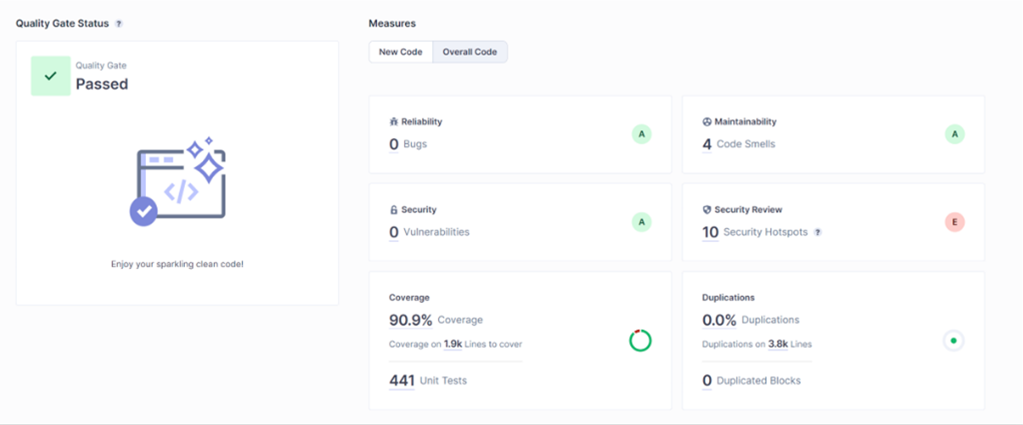 Quality Gate Status ?
Quality Gate
Passed
</>
Enjoy your sparkling clean code!
Measures
New Code Overall Code
Reliability
0 Bugs
A
Maintainability
4 Code Smells
A
Security
0 Vulnerabilities
A
Security Review
10 Security Hotspots ?
E
Coverage
90.9% Coverage
Coverage on 1.9k Lines to cover
441 Unit Tests
Duplications
0.0% Duplications
Duplications on 3.8k Lines
0 Duplicated Blocks